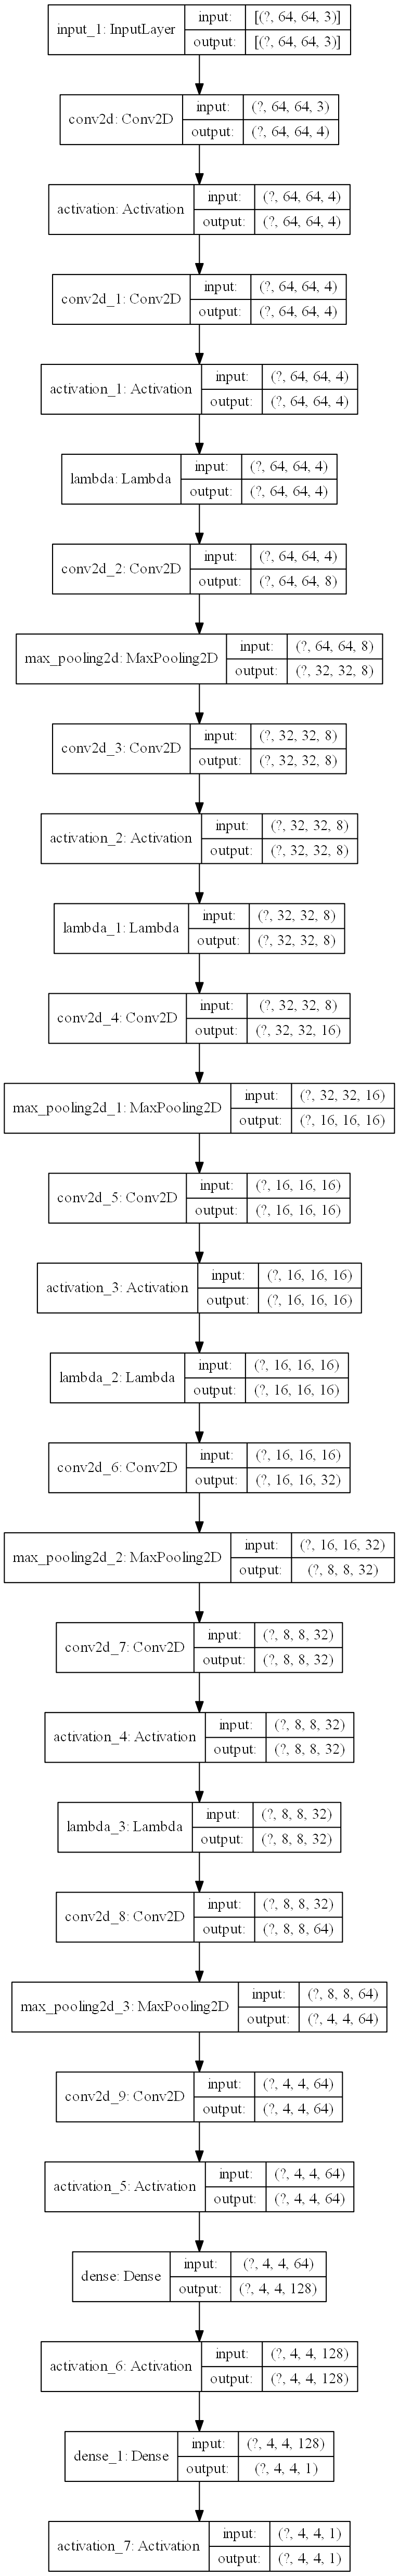 input_1: InputLayer
input: [(?, 64, 64, 3)]
output: [(?, 64, 64, 3)]
conv2d: Conv2D
input: (?, 64, 64, 3)
output: (?, 64, 64, 4)
activation: Activation
input: (?, 64, 64, 4)
output: (?, 64, 64, 4)
conv2d_1: Conv2D
input: (?, 64, 64, 4)
output: (?, 64, 64, 4)
activation_1: Activation
input: (?, 64, 64, 4)
output: (?, 64, 64, 4)
lambda: Lambda
input: (?, 64, 64, 4)
output: (?, 64, 64, 4)
conv2d_2: Conv2D
input: (?, 64, 64, 4)
output: (?, 64, 64, 8)
max_pooling2d: MaxPooling2D
input: (?, 64, 64, 8)
output: (?, 32, 32, 8)
conv2d_3: Conv2D
input: (?, 32, 32, 8)
output: (?, 32, 32, 8)
activation_2: Activation
input: (?, 32, 32, 8)
output: (?, 32, 32, 8)
lambda_1: Lambda
input: (?, 32, 32, 8)
output: (?, 32, 32, 8)
conv2d_4: Conv2D
input: (?, 32, 32, 8)
output: (?, 32, 32, 16)
max_pooling2d_1: MaxPooling2D
input: (?, 32, 32, 16)
output: (?, 16, 16, 16)
conv2d_5: Conv2D
input: (?, 16, 16, 16)
output: (?, 16, 16, 16)
activation_3: Activation
input: (?, 16, 16, 16)
output: (?, 16, 16, 16)
lambda_2: Lambda
input: (?, 16, 16, 16)
output: (?, 16, 16, 16)
conv2d_6: Conv2D
input: (?, 16, 16, 16)
output: (?, 16, 16, 32)
max_pooling2d_2: MaxPooling2D
input: (?, 16, 16, 32)
output: (?, 8, 8, 32)
conv2d_7: Conv2D
input: (?, 8, 8, 32)
output: (?, 8, 8, 32)
activation_4: Activation
input: (?, 8, 8, 32)
output: (?, 8, 8, 32)
lambda_3: Lambda
input: (?, 8, 8, 32)
output: (?, 8, 8, 32)
conv2d_8: Conv2D
input: (?, 8, 8, 32)
output: (?, 8, 8, 64)
max_pooling2d_3: MaxPooling2D
input: (?, 8, 8, 64)
output: (?, 4, 4, 64)
conv2d_9: Conv2D
input: (?, 4, 4, 64)
output: (?, 4, 4, 64)
activation_5: Activation
input: (?, 4, 4, 64)
output: (?, 4, 4, 64)
dense: Dense
input: (?, 4, 4, 64)
output: (?, 4, 4, 128)
activation_6: Activation
input: (?, 4, 4, 128)
output: (?, 4, 4, 128)
dense_1: Dense
input: (?, 4, 4, 128)
output: (?, 4, 4, 1)
activation_7: Activation
input: (?, 4, 4, 1)
output: (?, 4, 4, 1)